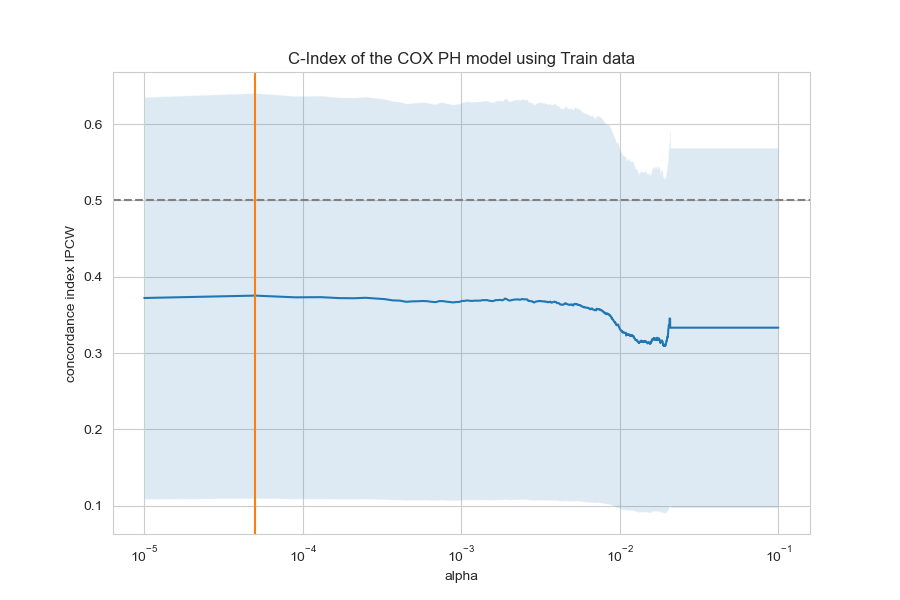 C-Index of the COX PH model using Train data
concordance index IPCW
0.6
0.5
0.4
0.3
0.2
0.1
10⁻⁵ 10⁻⁴ 10⁻³ 10⁻² 10⁻¹
alpha